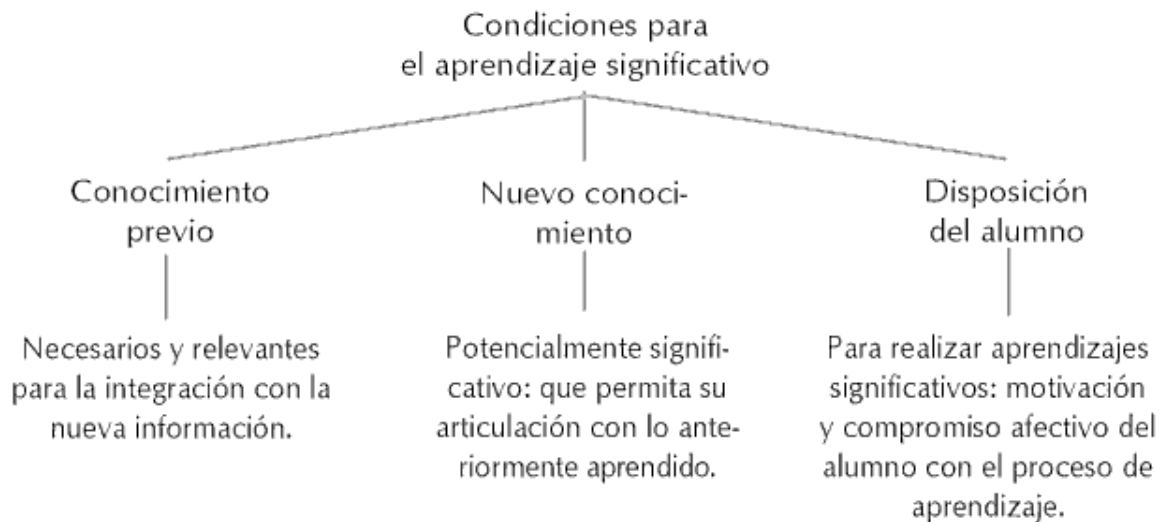 Condiciones para
el aprendizaje significativo
Conocimiento
previo
Nuevo conoci-
miento
Disposición
del alumno
Necesarios y relevantes
para la integración con la
nueva información.
Potencialmente signifi-
cativo: que permita su
articulación con lo ante-
riormente aprendido.
Para realizar aprendizajes
significativos: motivación
y compromiso afectivo del
alumno con el proceso de
aprendizaje.